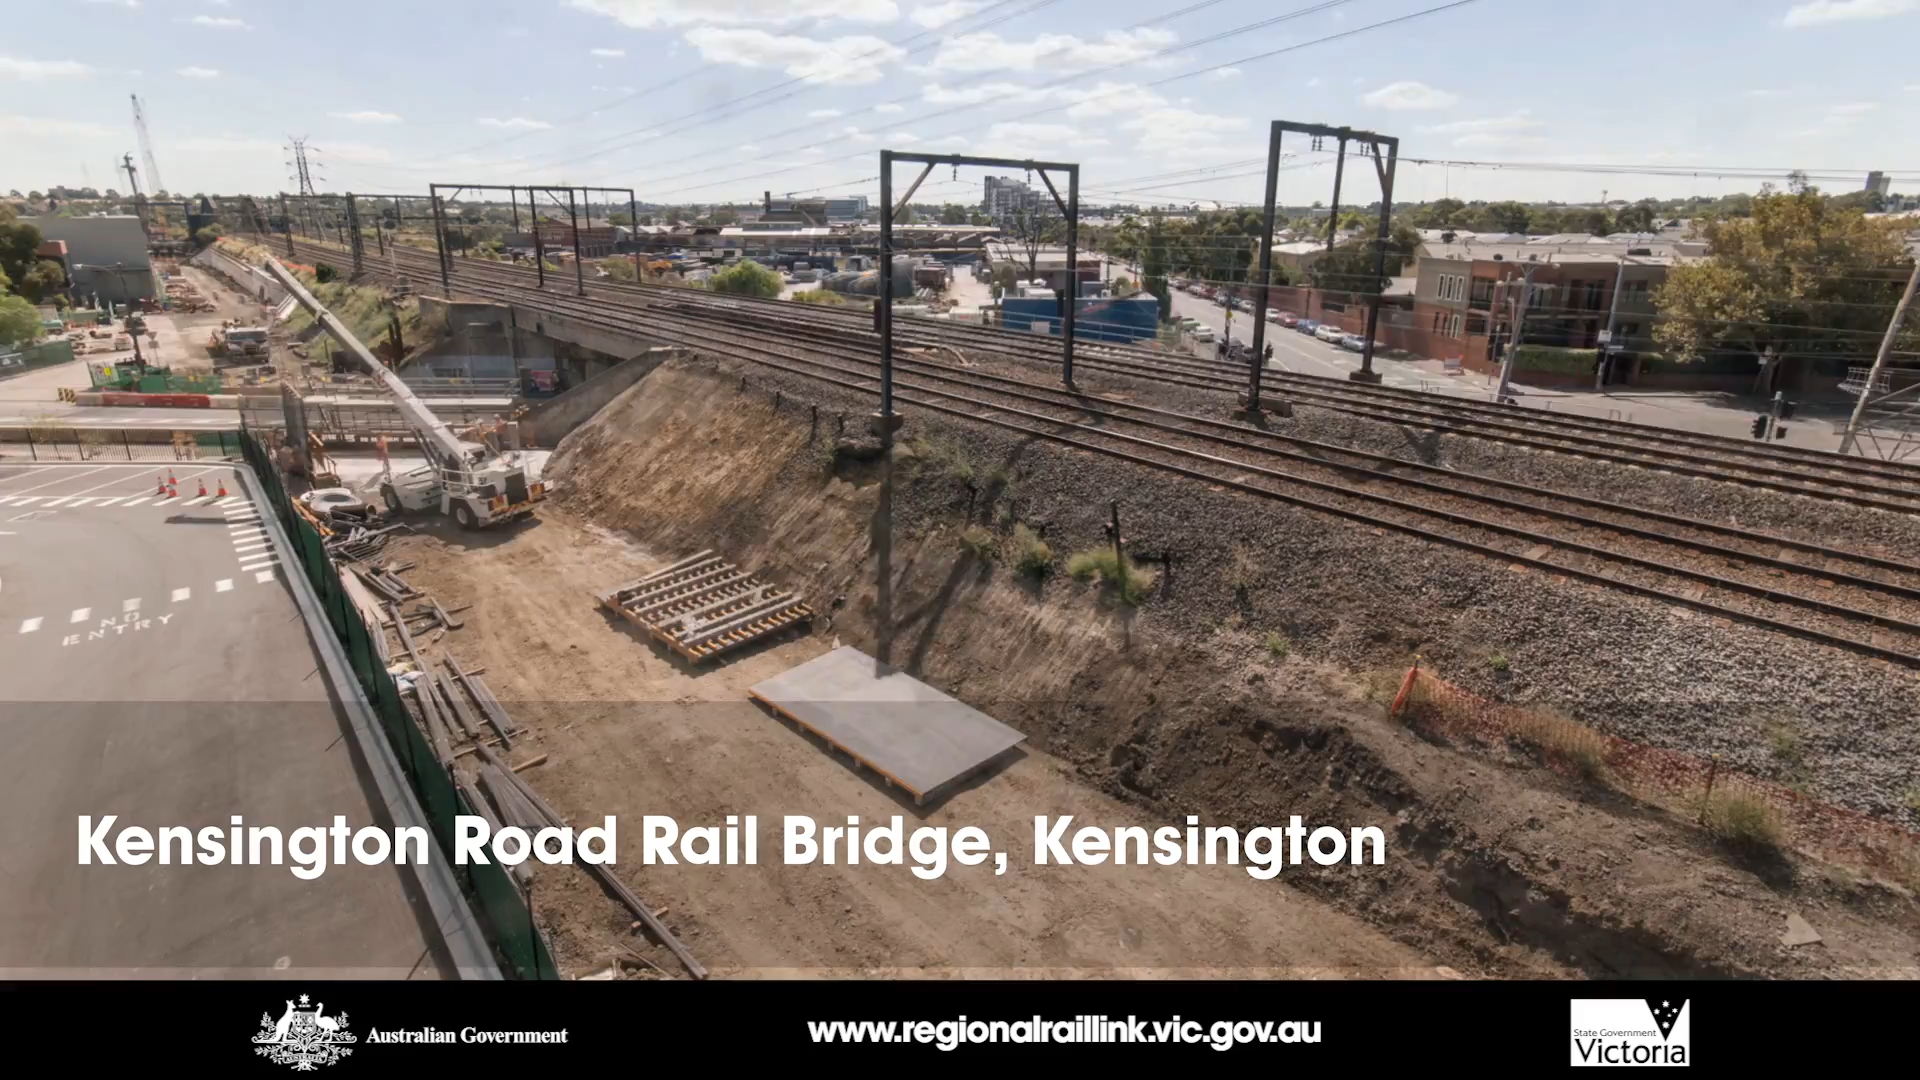 NO
ENTRY
Kensington Road Rail Bridge, Kensington
Australian Government
www.regionalraillink.vic.gov.au
State Government
Victoria